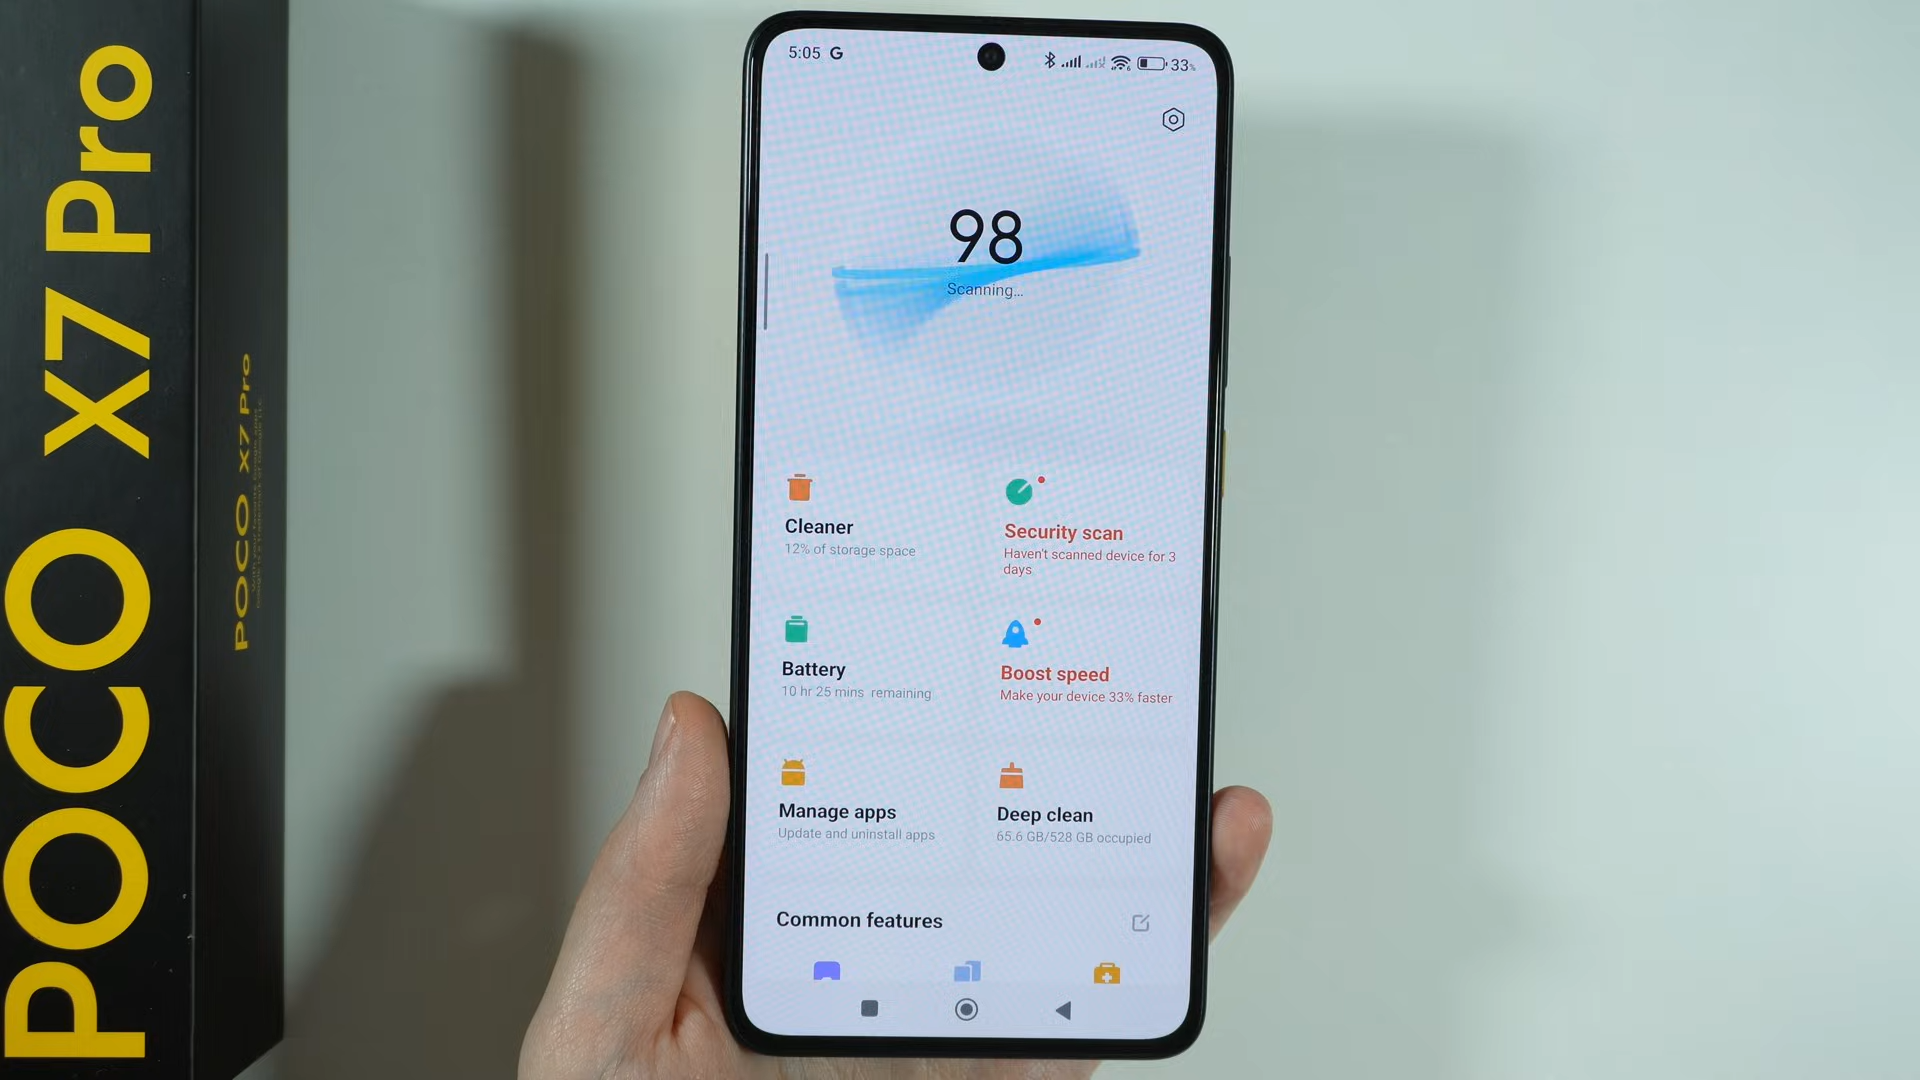 POCO X7 Pro
POCO X7 Pro
5:05 G
33%
98
Scanning...
Cleaner
12% of storage space
Security scan
Haven't scanned device for 3
days
Battery
10 hr 25 mins remaining
Boost speed
Make your device 33% faster
Manage apps
Update and uninstall apps
Deep clean
65.6 GB/528 GB occupied
Common features